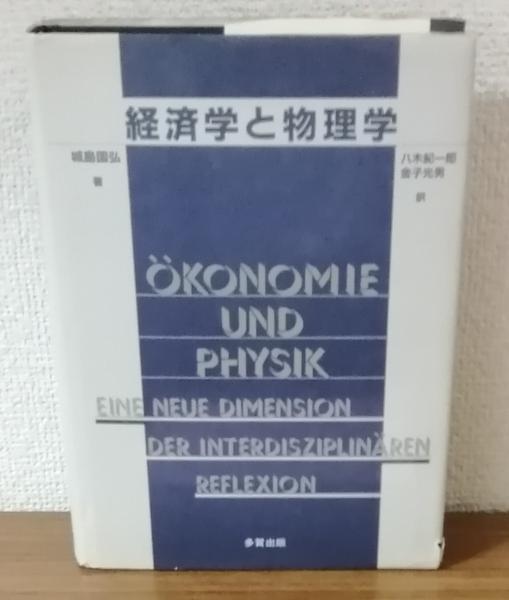 経済学と物理学
城島国弘
著
八木紀一郎
金子光男
訳
ÖKONOMIE
UND
PHYSIK
EINE NEUE DIMENSION
DER INTERDISZIPLINÄREN
REFLEXION
多賀出版